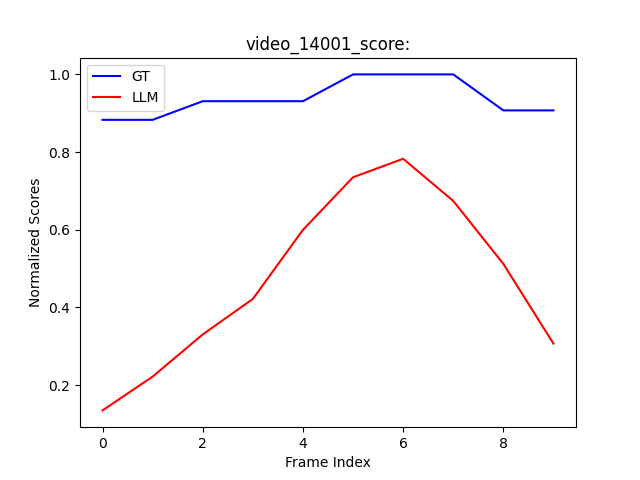 video_14001_score:
GT
LLM
Normalized Scores
1.0
0.8
0.6
0.4
0.2
0 2 4 6 8
Frame Index